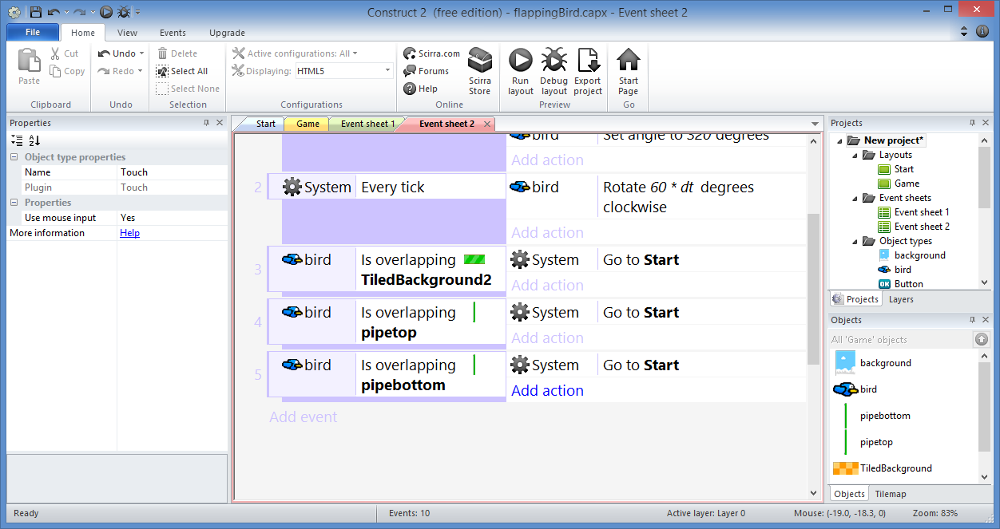 Construct 2 (free edition) - flappingBird.capx - Event sheet 2
File Home View Events Upgrade
Paste
Cut
Copy
Clipboard
Undo
Redo
Undo
Delete
Select All
Select None
Selection
Active configurations: All
Displaying: HTML5
Configurations
Scirra.com
Forums
Help
Scirra
Store
Online
Run
layout
Debug
layout
Export
project
Preview
Start
Page
Go
Properties
Object type properties
Name Touch
Plugin Touch
Properties
Use mouse input Yes
More information Help
Start Game Event sheet 1 Event sheet 2
bird Set angle to 320 degrees
Add action
2 System Every tick bird Rotate 60 * dt degrees
clockwise
Add action
3 bird Is overlapping System Go to Start
TiledBackground2
Add action
4 bird Is overlapping System Go to Start
pipetop
Add action
5 bird Is overlapping System Go to Start
pipebottom
Add action
Add event
Projects
New project*
Layouts
Start
Game
Event sheets
Event sheet 1
Event sheet 2
Object types
background
bird
OK Button
Projects Layers
Objects
All 'Game' objects
background
bird
pipebottom
pipetop
TiledBackground
Objects Tilemap
Ready Events: 10 Active layer: Layer 0 Mouse: (-19.0, -18.3, 0) Zoom: 83%